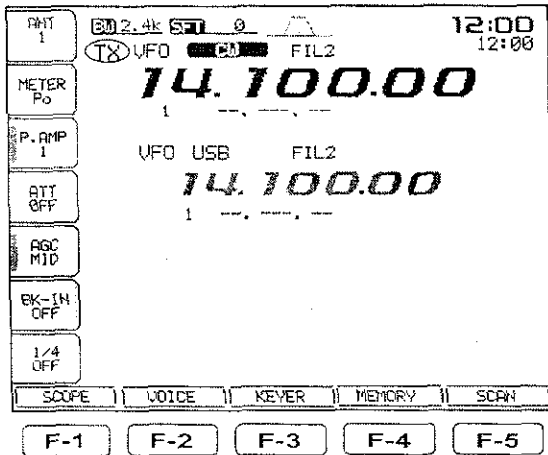 ANT
1
BW 2.4k SFT 0
12:00
12:00
TX VFO CW FIL2
14.100.00
1 --.---.--
METER
Po
P.AMP
1
VFO USB FIL2
14.100.00
1 --.---.--
ATT
OFF
AGC
MID
BK-IN
OFF
1/4
OFF
SCOPE VOICE KEYER MEMORY SCAN
F-1 F-2 F-3 F-4 F-5